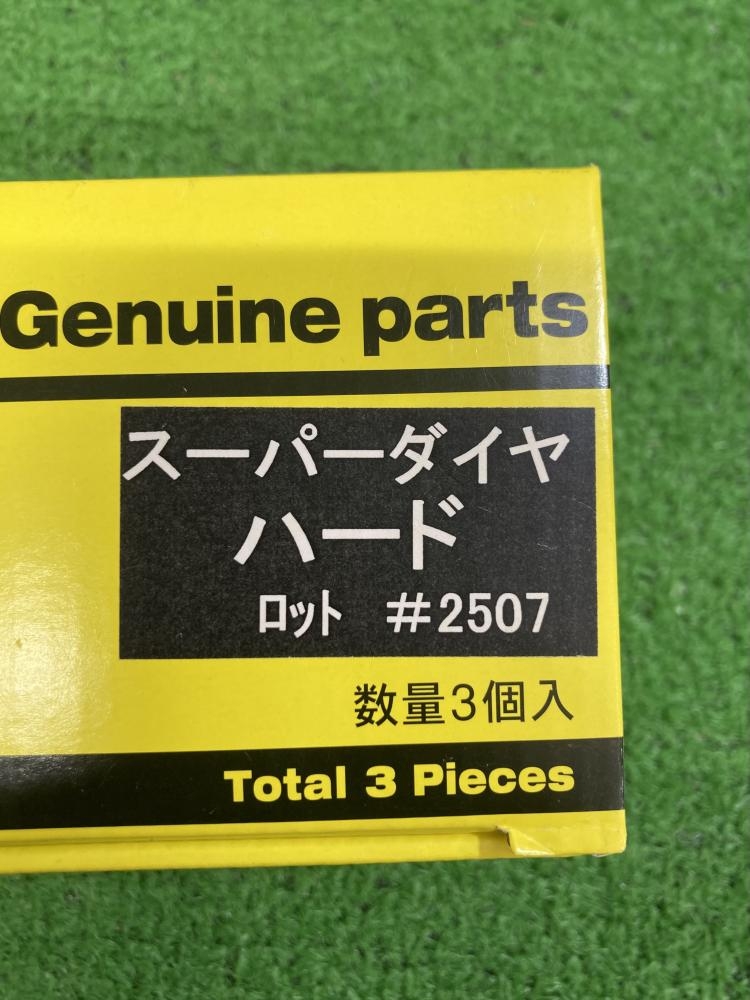 Genuine parts
スーパーダイヤ
ハード
ロット #2507
数量3個入
Total 3 Pieces